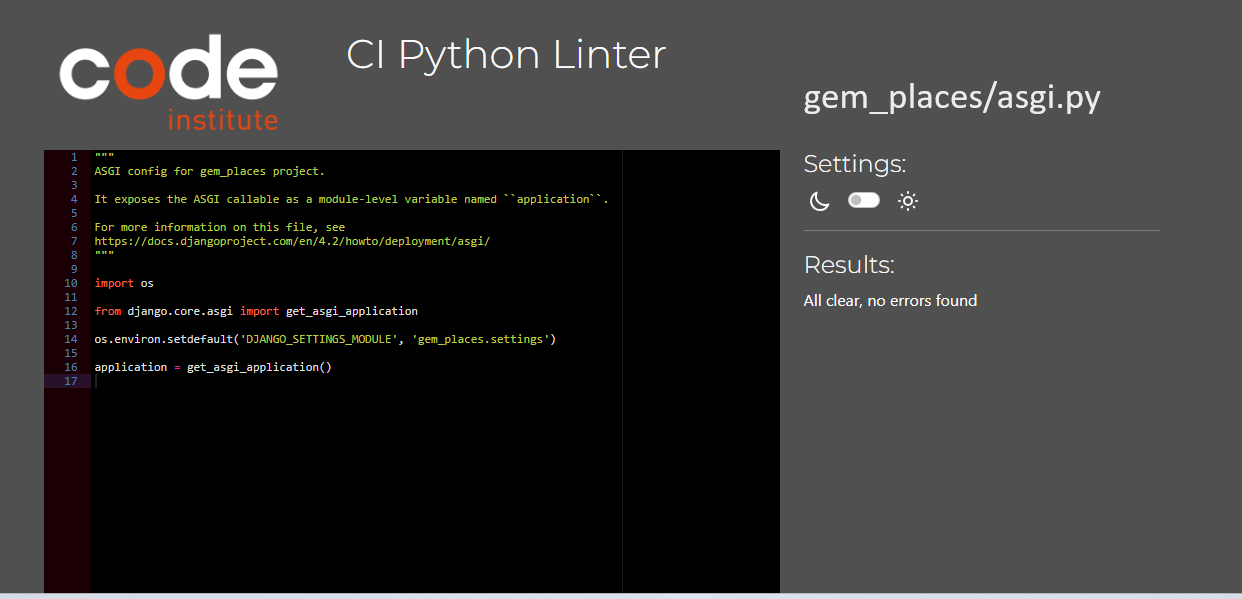 code
institute
CI Python Linter
gem_places/asgi.py
1 """
2 ASGI config for gem_places project.
3
4 It exposes the ASGI callable as a module-level variable named ``application``.
5
6 For more information on this file, see
7 https://docs.djangoproject.com/en/4.2/howto/deployment/asgi/
8 """
9
10 import os
11
12 from django.core.asgi import get_asgi_application
13
14 os.environ.setdefault('DJANGO_SETTINGS_MODULE', 'gem_places.settings')
15
16 application = get_asgi_application()
17
Settings:
Results:
All clear, no errors found